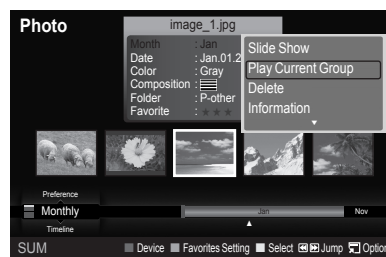 Photo
image_1.jpg
Month : Jan
Date : Jan.01.2
Color : Gray
Composition :
Folder : P-other
Favorite : ★ ★ ★
Slide Show
Play Current Group
Delete
Information
Preference
Monthly
Timeline
Jan
Nov
SUM
Device
Favorites Setting
Select
Jump
Option